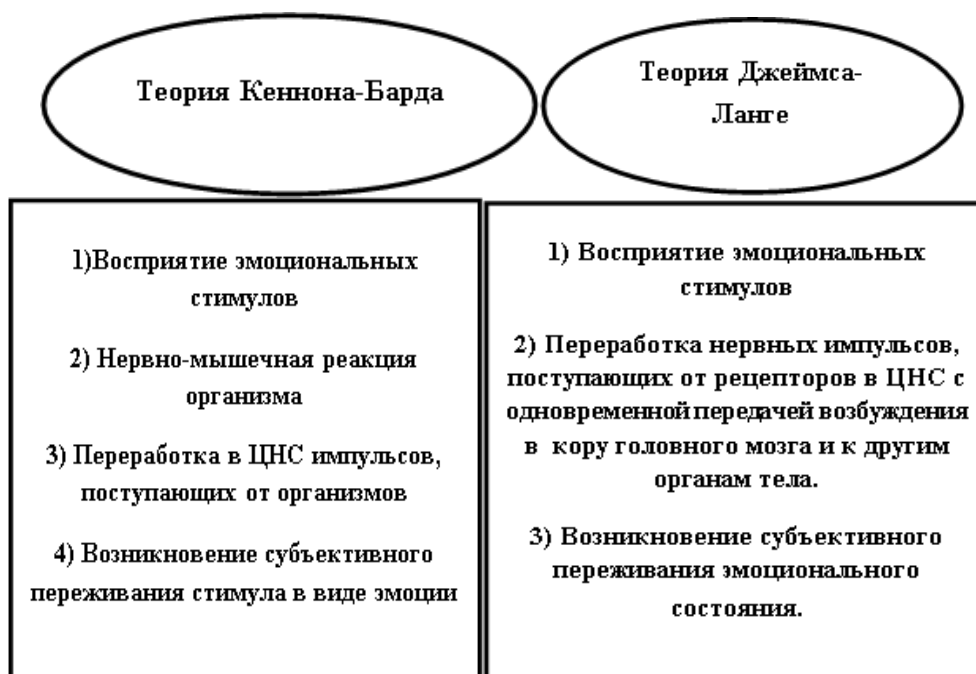 Теория Кеннона-Барда
Теория Джеймса-
Ланге
1)Восприятие эмоциональных
стимулов
2) Нервно-мышечная реакция
организма
3) Переработка в ЦНС импульсов,
поступающих от организмов
4) Возникновение субъективного
переживания стимула в виде эмоции
1) Восприятие эмоциональных
стимулов
2) Переработка нервных импульсов,
поступающих от рецепторов в ЦНС с
одновременной передачей возбуждения
в кору головного мозга и к другим
органам тела.
3) Возникновение субъективного
переживания эмоционального
состояния.